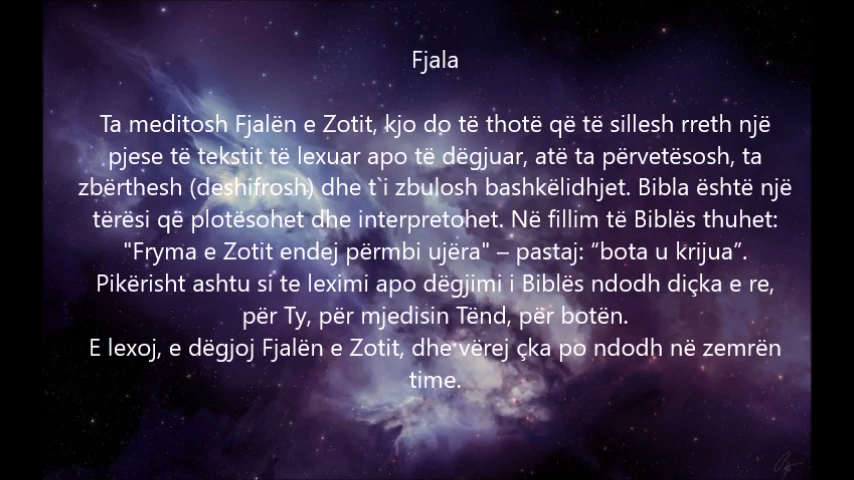 Fjala
Ta meditosh Fjalën e Zotit, kjo do të thotë që të sillesh rreth një
pjese të tekstit të lexuar apo të dëgjuar, atë ta përvetësosh, ta
zbërthesh (deshifrosh) dhe t`i zbulosh bashkëlidhjet. Bibla është një
tërësi që plotësohet dhe interpretohet. Në fillim të Biblës thuhet:
"Fryma e Zotit endej përmbi ujëra" – pastaj: “bota u krijua”.
Pikërisht ashtu si te leximi apo dëgjimi i Biblës ndodh diçka e re,
për Ty, për mjedisin Tënd, për botën.
E lexoj, e dëgjoj Fjalën e Zotit, dhe vërej çka po ndodh në zemrën
time.